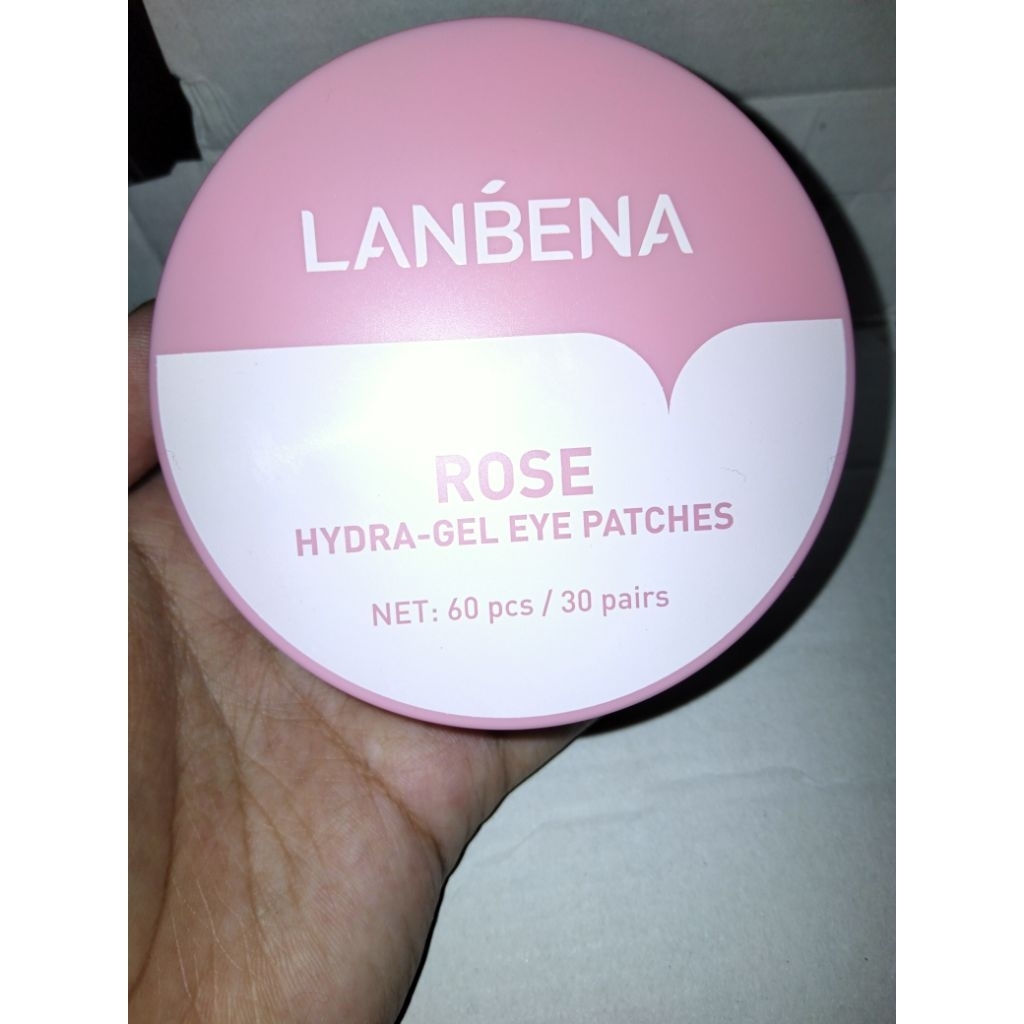 LANBENA
ROSE
HYDRA-GEL EYE PATCHES
NET: 60 pcs / 30 pairs